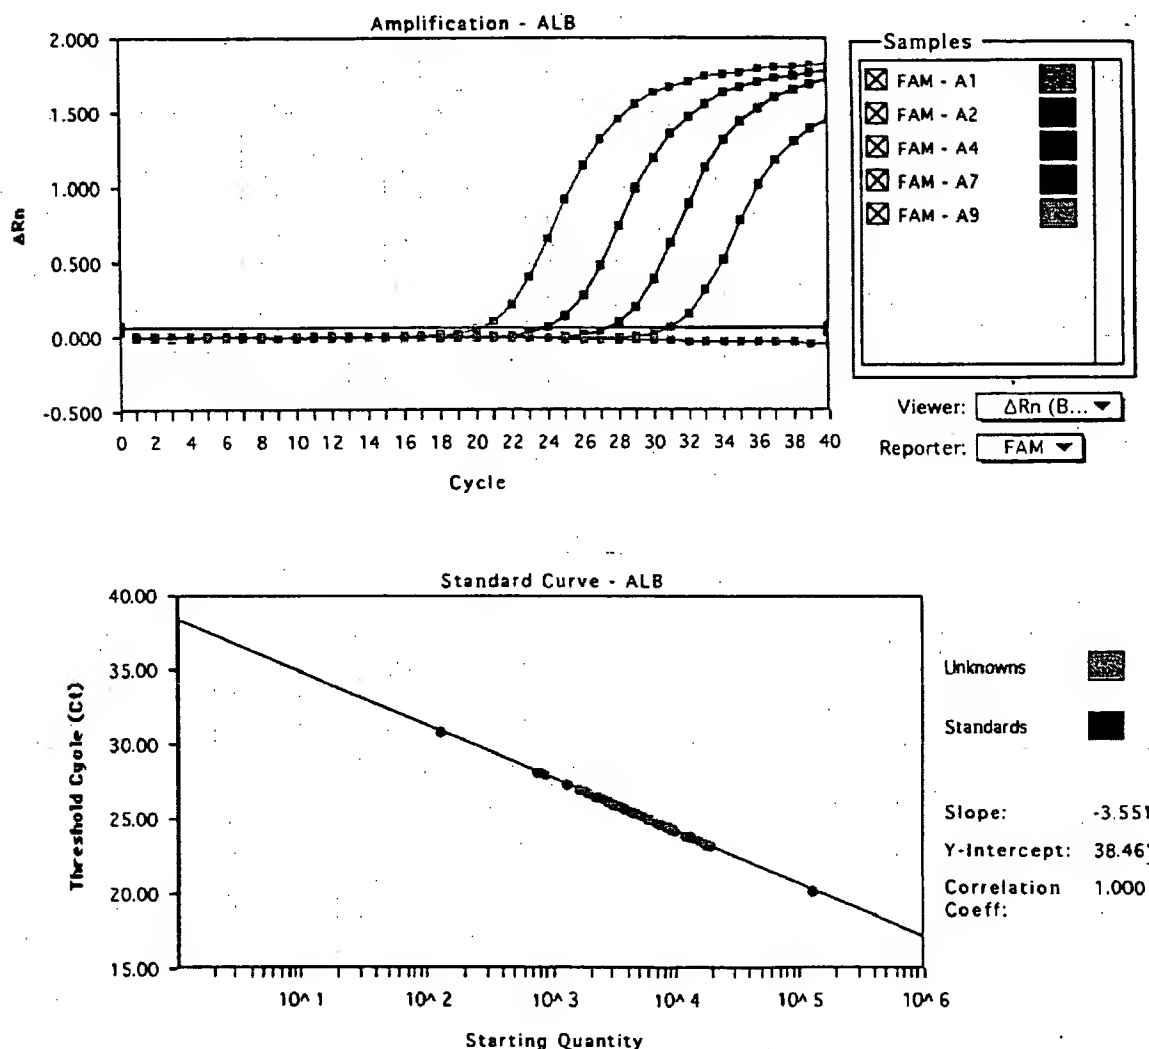 Amplification - ALB
2.000
1.500
1.000
0.500
0.000
-0.500
ΔRn
0 2 4 6 8 10 12 14 16 18 20 22 24 26 28 30 32 34 36 38 40
Cycle
Samples
FAM - A1
FAM - A2
FAM - A4
FAM - A7
FAM - A9
Viewer: ΔRn (B... ▼
Reporter: FAM ▼
Standard Curve - ALB
40.00
35.00
30.00
25.00
20.00
15.00
Threshold Cycle (Ct)
10^1 10^2 10^3 10^4 10^5 10^6
Starting Quantity
Unknowns
Standards
Slope: -3.551
Y-Intercept: 38.46
Correlation 1.000
Coeff: